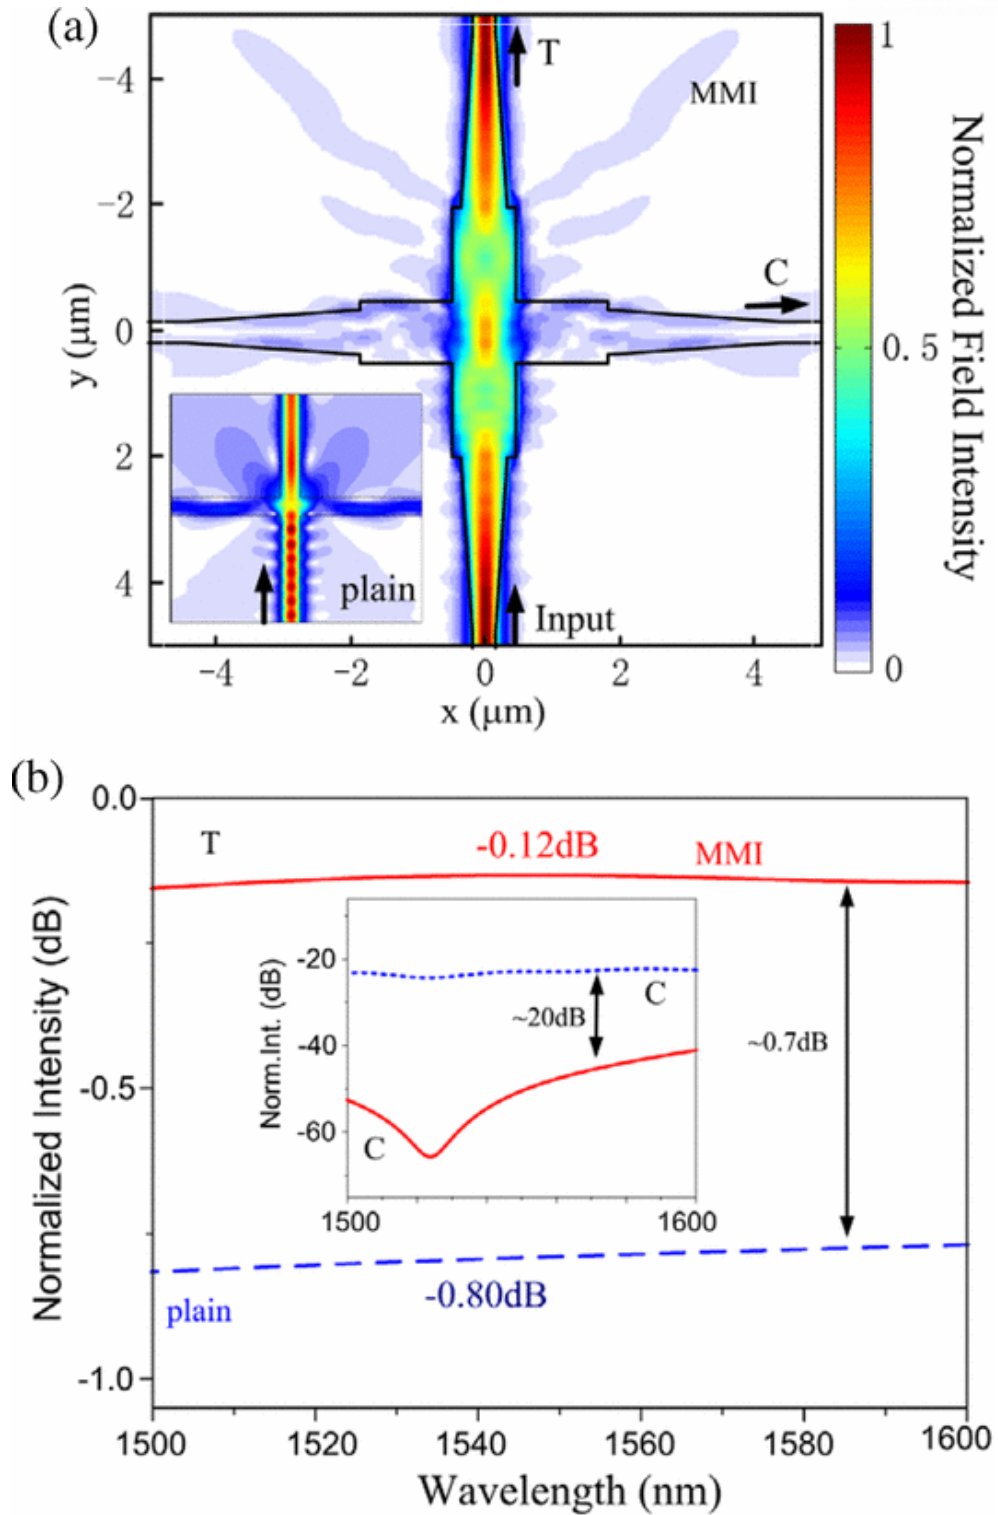 (a)
T
MMI
C
Input
plain
−4
−2
0
2
4
y (μm)
−4 −2 0 2 4
x (μm)
1
0.5
0
Normalized Field Intensity
(b)
0.0
-0.5
-1.0
Normalized Intensity (dB)
T
-0.12dB
MMI
-20
-40
-60
Norm.Int. (dB)
C
~20dB
C
1500 1600
~0.7dB
-0.80dB
plain
1500 1520 1540 1560 1580 1600
Wavelength (nm)